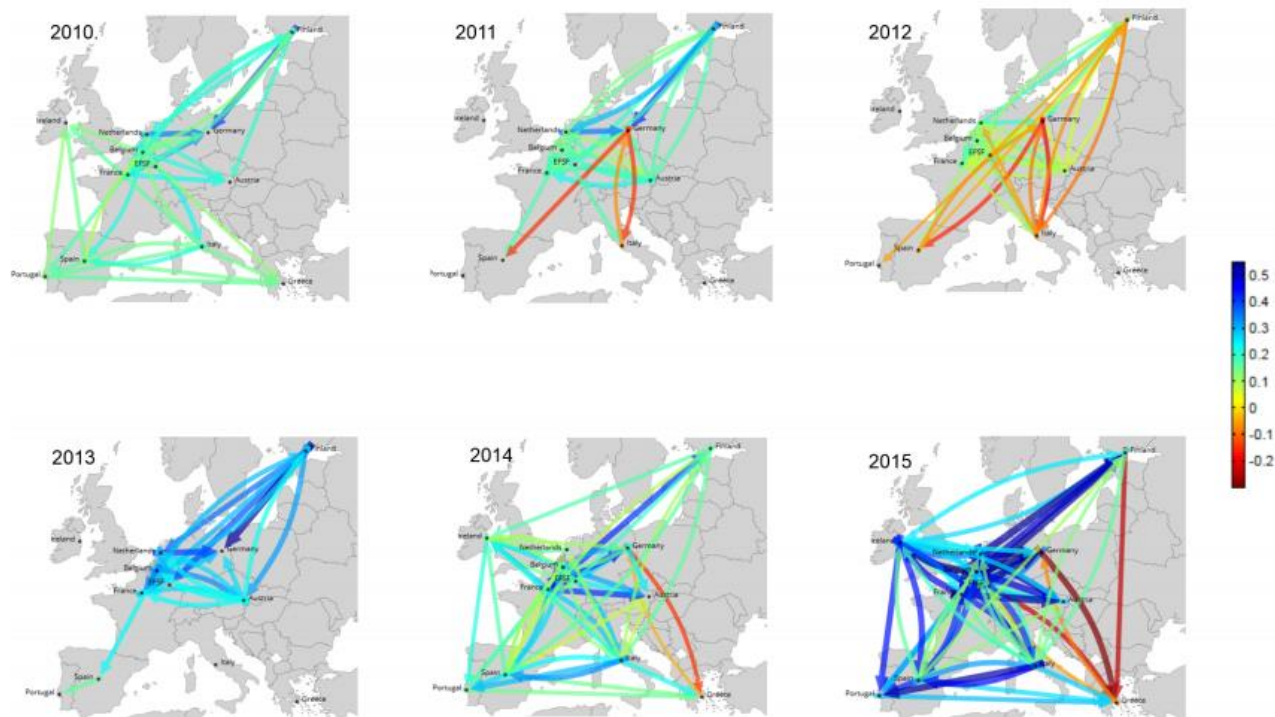 2010.
Finland
Ireland
Netherlands
Germany
Belgium
EFSF
France
Austria
Italy
Spain
Portugal
Greece
2011
Finland
Ireland
Netherlands
Germany
Belgium
EFSF
France
Austria
Italy
Spain
Portugal
Greece
2012
Finland
Ireland
Netherlands
Germany
Belgium
EFSF
France
Austria
Italy
Spain
Portugal
Greece
0.5
0.4
0.3
0.2
0.1
0
-0.1
-0.2
2013
Finland
Ireland
Netherlands
Germany
Belgium
EFSF
France
Austria
Italy
Spain
Portugal
Greece
2014
Finland
Ireland
Netherlands
Germany
Belgium
EFSF
France
Austria
Italy
Spain
Portugal
Greece
2015
Finland
Ireland
Netherlands
Germany
Austria
Italy
Spain
Portugal
Greece